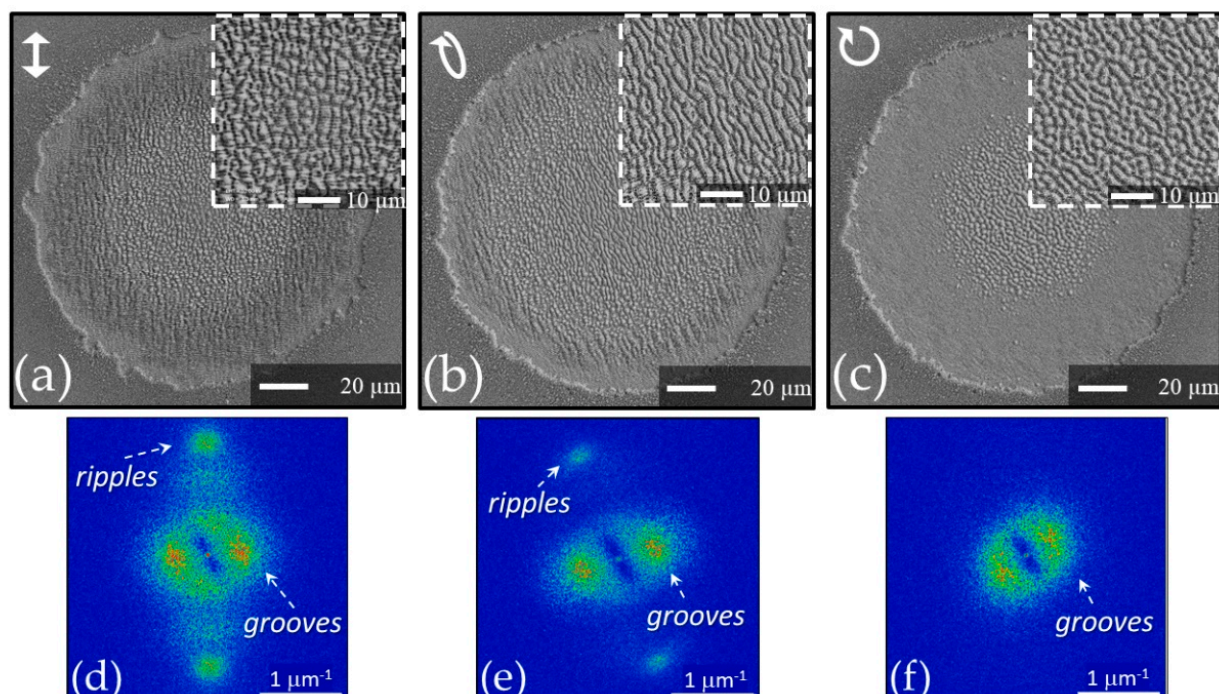 10 µm
10 µm
10 µm
(a)
20 µm
(b)
20 µm
(c)
20 µm
ripples
grooves
(d)
1 µm⁻¹
ripples
grooves
(e)
1 µm⁻¹
grooves
(f)
1 µm⁻¹